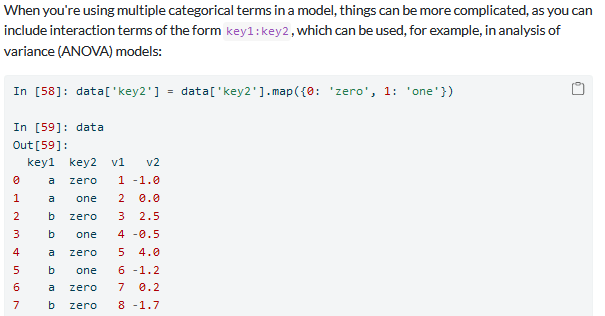 When you're using multiple categorical terms in a model, things can be more complicated, as you can
include interaction terms of the form key1:key2, which can be used, for example, in analysis of
variance (ANOVA) models:
In [58]: data['key2'] = data['key2'].map({0: 'zero', 1: 'one'})
In [59]: data
Out[59]:
  key1  key2  v1   v2
0    a  zero   1 -1.0
1    a   one   2  0.0
2    b  zero   3  2.5
3    b   one   4 -0.5
4    a  zero   5  4.0
5    b   one   6 -1.2
6    a  zero   7  0.2
7    b  zero   8 -1.7